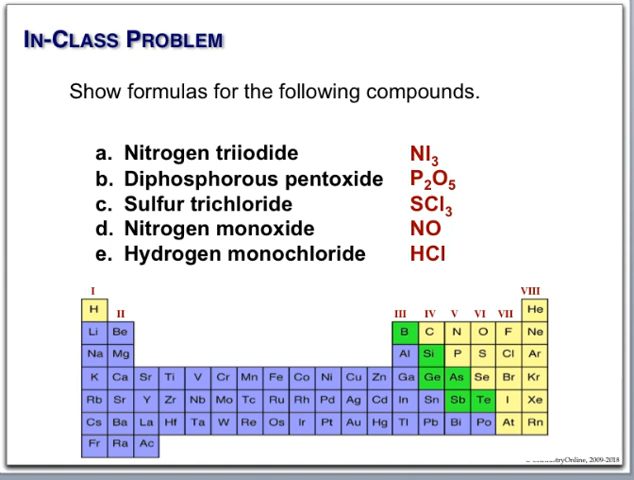 IN-CLASS PROBLEM
Show formulas for the following compounds.
a. Nitrogen triiodide NI₃
b. Diphosphorous pentoxide P₂O₅
c. Sulfur trichloride SCl₃
d. Nitrogen monoxide NO
e. Hydrogen monochloride HCl
I VIII
H II III IV V VI VII He
Li Be B C N O F Ne
Na Mg Al Si P S Cl Ar
K Ca Sr Ti V Cr Mn Fe Co Ni Cu Zn Ga Ge As Se Br Kr
Rb Sr Y Zr Nb Mo Tc Ru Rh Pd Ag Cd In Sn Sb Te I Xe
Cs Ba La Hf Ta W Re Os Ir Pt Au Hg Tl Pb Bi Po At Rn
Fr Ra Ac
2009-2018